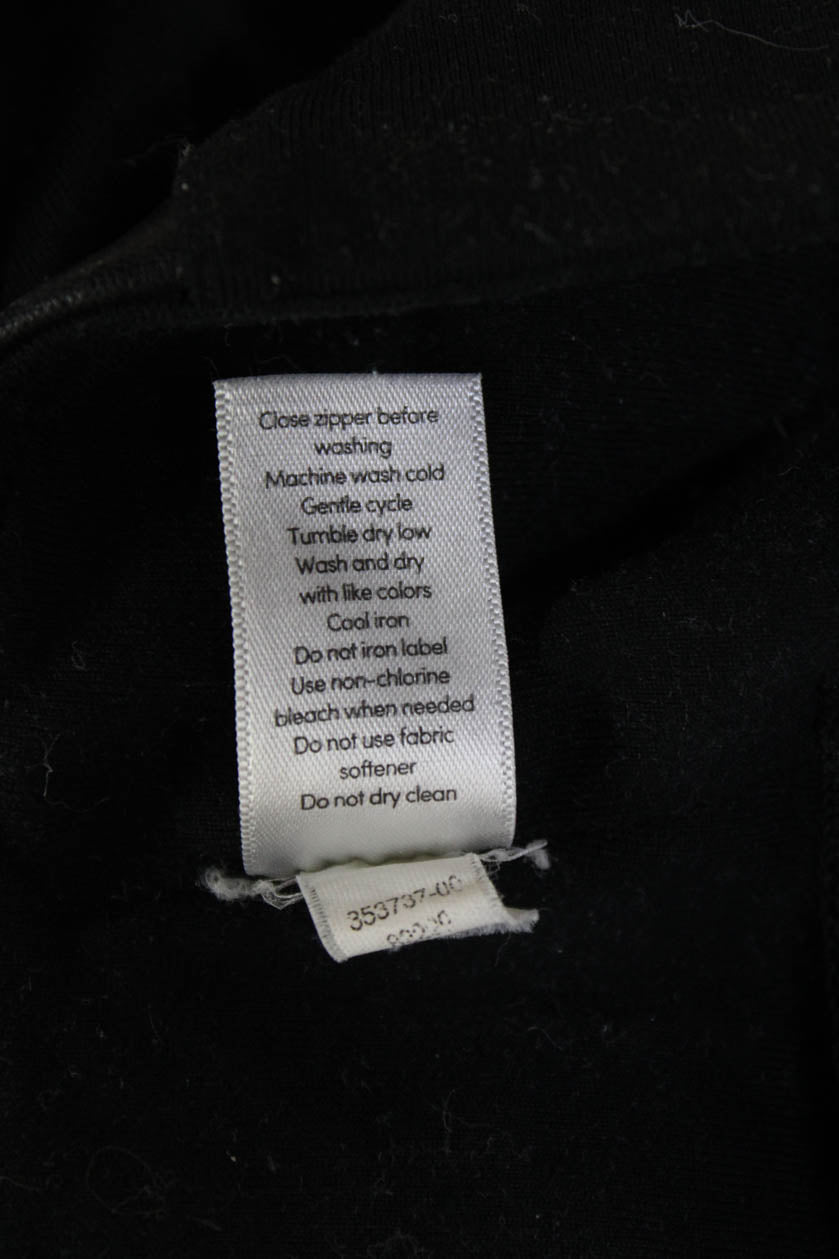 Close zipper before
washing
Machine wash cold
Gentle cycle
Tumble dry low
Wash and dry
with like colors
Cool iron
Do not iron label
Use non-chlorine
bleach when needed
Do not use fabric
softener
Do not dry clean
353737-00